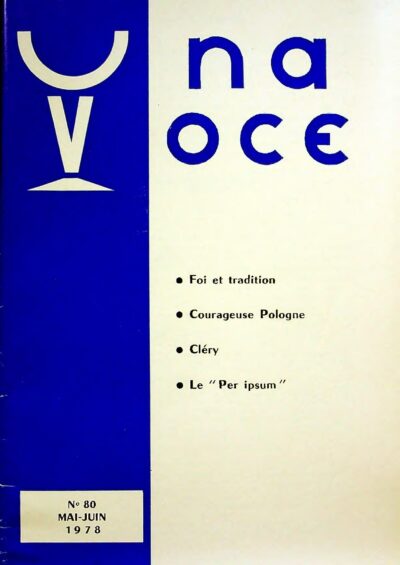 Una
Voce
• Foi et tradition
• Courageuse Pologne
• Cléry
• Le "Per ipsum"
N° 80
MAI-JUIN
1978